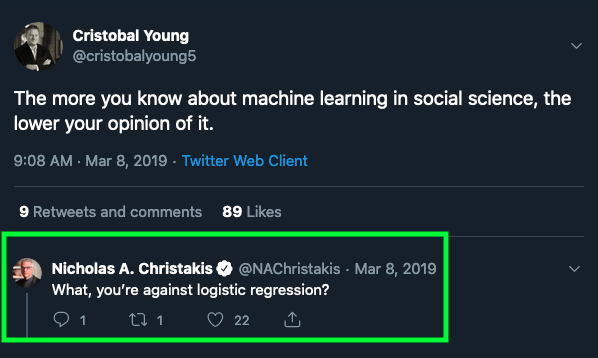 Cristobal Young
@cristobalyoung5
The more you know about machine learning in social science, the
lower your opinion of it.
9:08 AM · Mar 8, 2019 · Twitter Web Client
9 Retweets and comments 89 Likes
Nicholas A. Christakis @NAChristakis · Mar 8, 2019
What, you're against logistic regression?
1 1 22